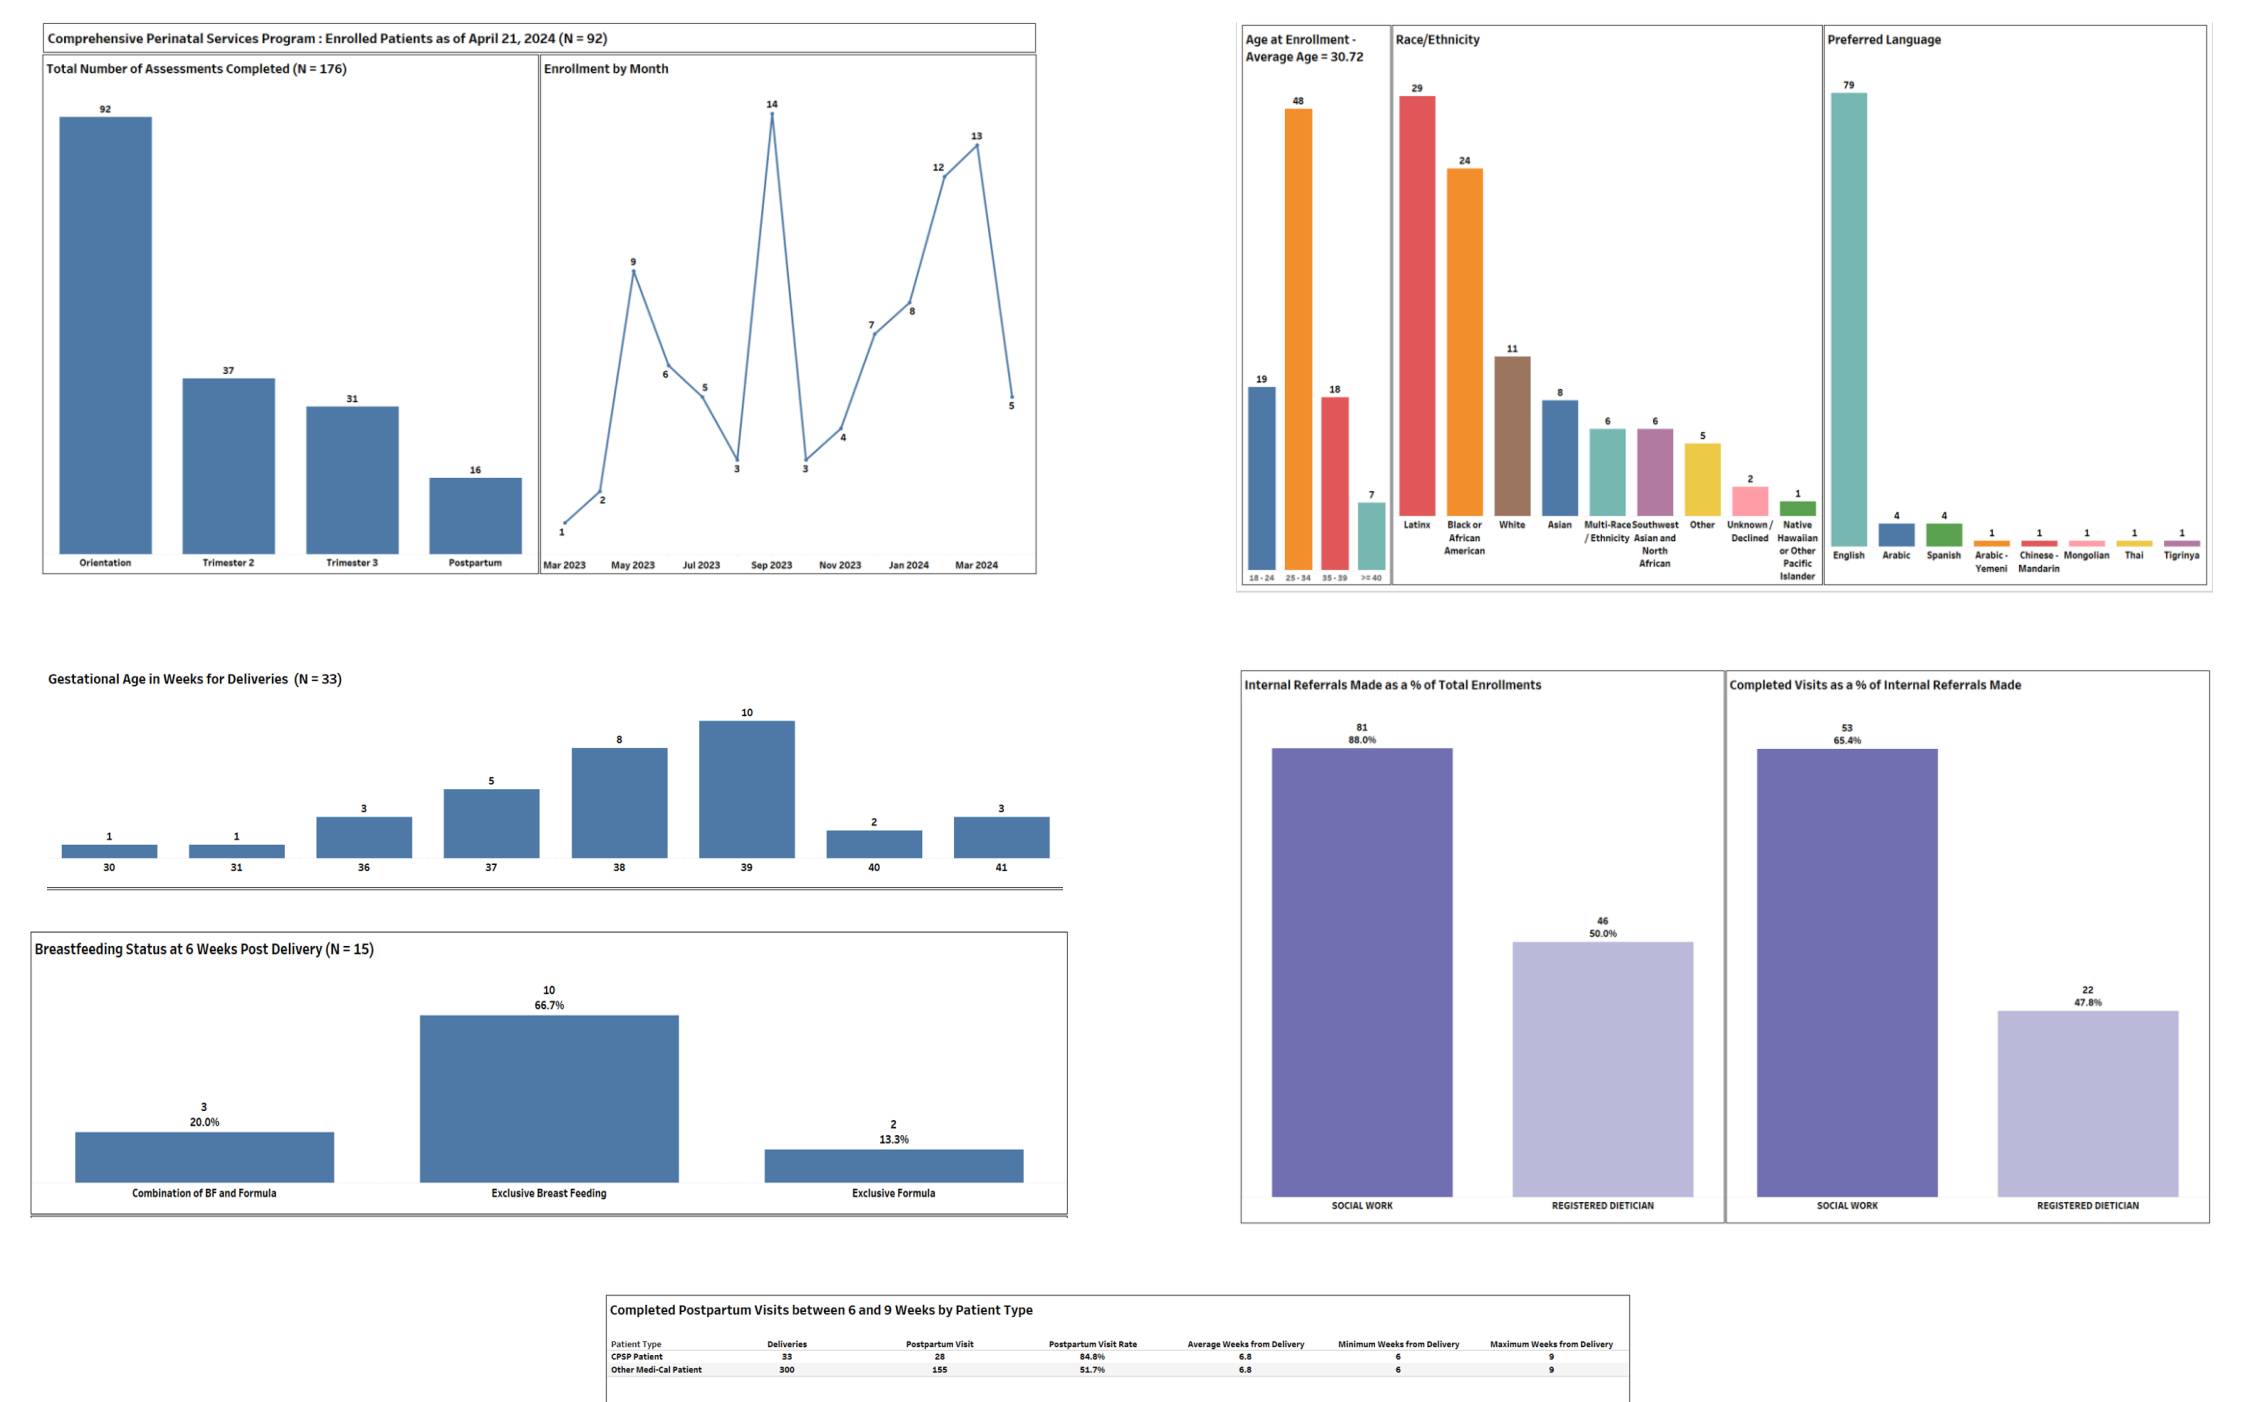 Comprehensive Perinatal Services Program : Enrolled Patients as of April 21, 2024 (N = 92)
Total Number of Assessments Completed (N = 176)
92
37
31
16
Orientation
Trimester 2
Trimester 3
Postpartum
Enrollment by Month
14
13
12
9
8
7
6
5
5
4
3
3
2
1
Mar 2023
May 2023
Jul 2023
Sep 2023
Nov 2023
Jan 2024
Mar 2024
Age at Enrollment -
Average Age = 30.72
48
19
18
7
18 - 24
25 - 34
35 - 39
>= 40
Race/Ethnicity
29
24
11
8
6
6
5
2
1
Latinx
Black or
African
American
White
Asian
Multi-Race
/ Ethnicity
Southwest
Asian and
North
African
Other
Unknown /
Declined
Native
Hawaiian
or Other
Pacific
Islander
Preferred Language
79
4
4
1
1
1
1
1
English
Arabic
Spanish
Arabic -
Yemeni
Chinese -
Mandarin
Mongolian
Thai
Tigrinya
Gestational Age in Weeks for Deliveries (N = 33)
1
1
3
5
8
10
2
3
30
31
36
37
38
39
40
41
Breastfeeding Status at 6 Weeks Post Delivery (N = 15)
3
20.0%
10
66.7%
2
13.3%
Combination of BF and Formula
Exclusive Breast Feeding
Exclusive Formula
Internal Referrals Made as a % of Total Enrollments
81
88.0%
46
50.0%
SOCIAL WORK
REGISTERED DIETICIAN
Completed Visits as a % of Internal Referrals Made
53
65.4%
22
47.8%
SOCIAL WORK
REGISTERED DIETICIAN
Completed Postpartum Visits between 6 and 9 Weeks by Patient Type
Patient Type Deliveries Postpartum Visit Postpartum Visit Rate Average Weeks from Delivery Minimum Weeks from Delivery Maximum Weeks from Delivery
CPSP Patient 33 28 84.8% 6.8 6 9
Other Medi-Cal Patient 300 155 51.7% 6.8 6 9